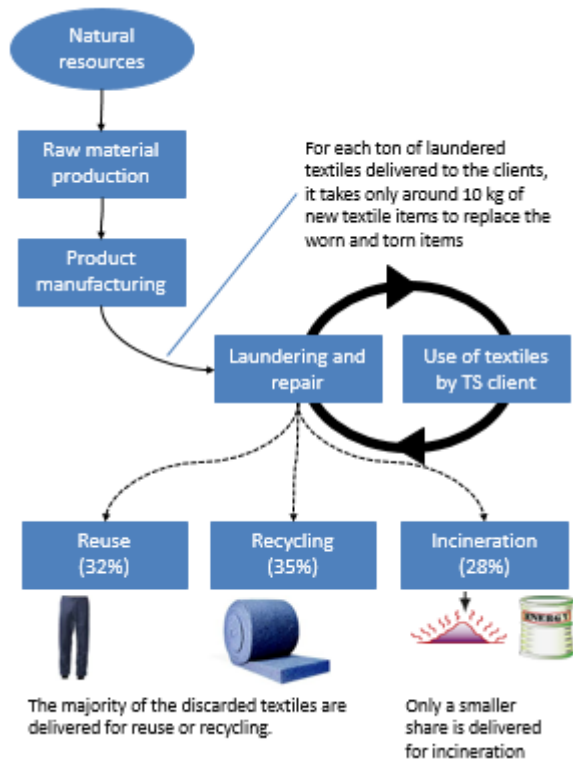 Natural
resources
Raw material
production
For each ton of laundered
textiles delivered to the clients,
it takes only around 10 kg of
new textile items to replace the
worn and torn items
Product
manufacturing
Laundering and
repair
Use of textiles
by TS client
Reuse
(32%)
Recycling
(35%)
Incineration
(28%)
ENERGY
The majority of the discarded textiles are
delivered for reuse or recycling.
Only a smaller
share is delivered
for incineration